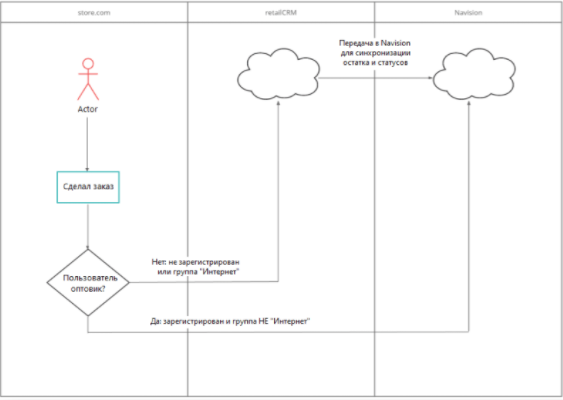 store.com
retailCRM
Navision
Передача в Navision
для синхронизации
остатка и статусов
Actor
Сделал заказ
Нет: не зарегистрирован
или группа "Интернет"
Пользователь
оптовик?
Да: зарегистрирован и группа НЕ "Интернет"